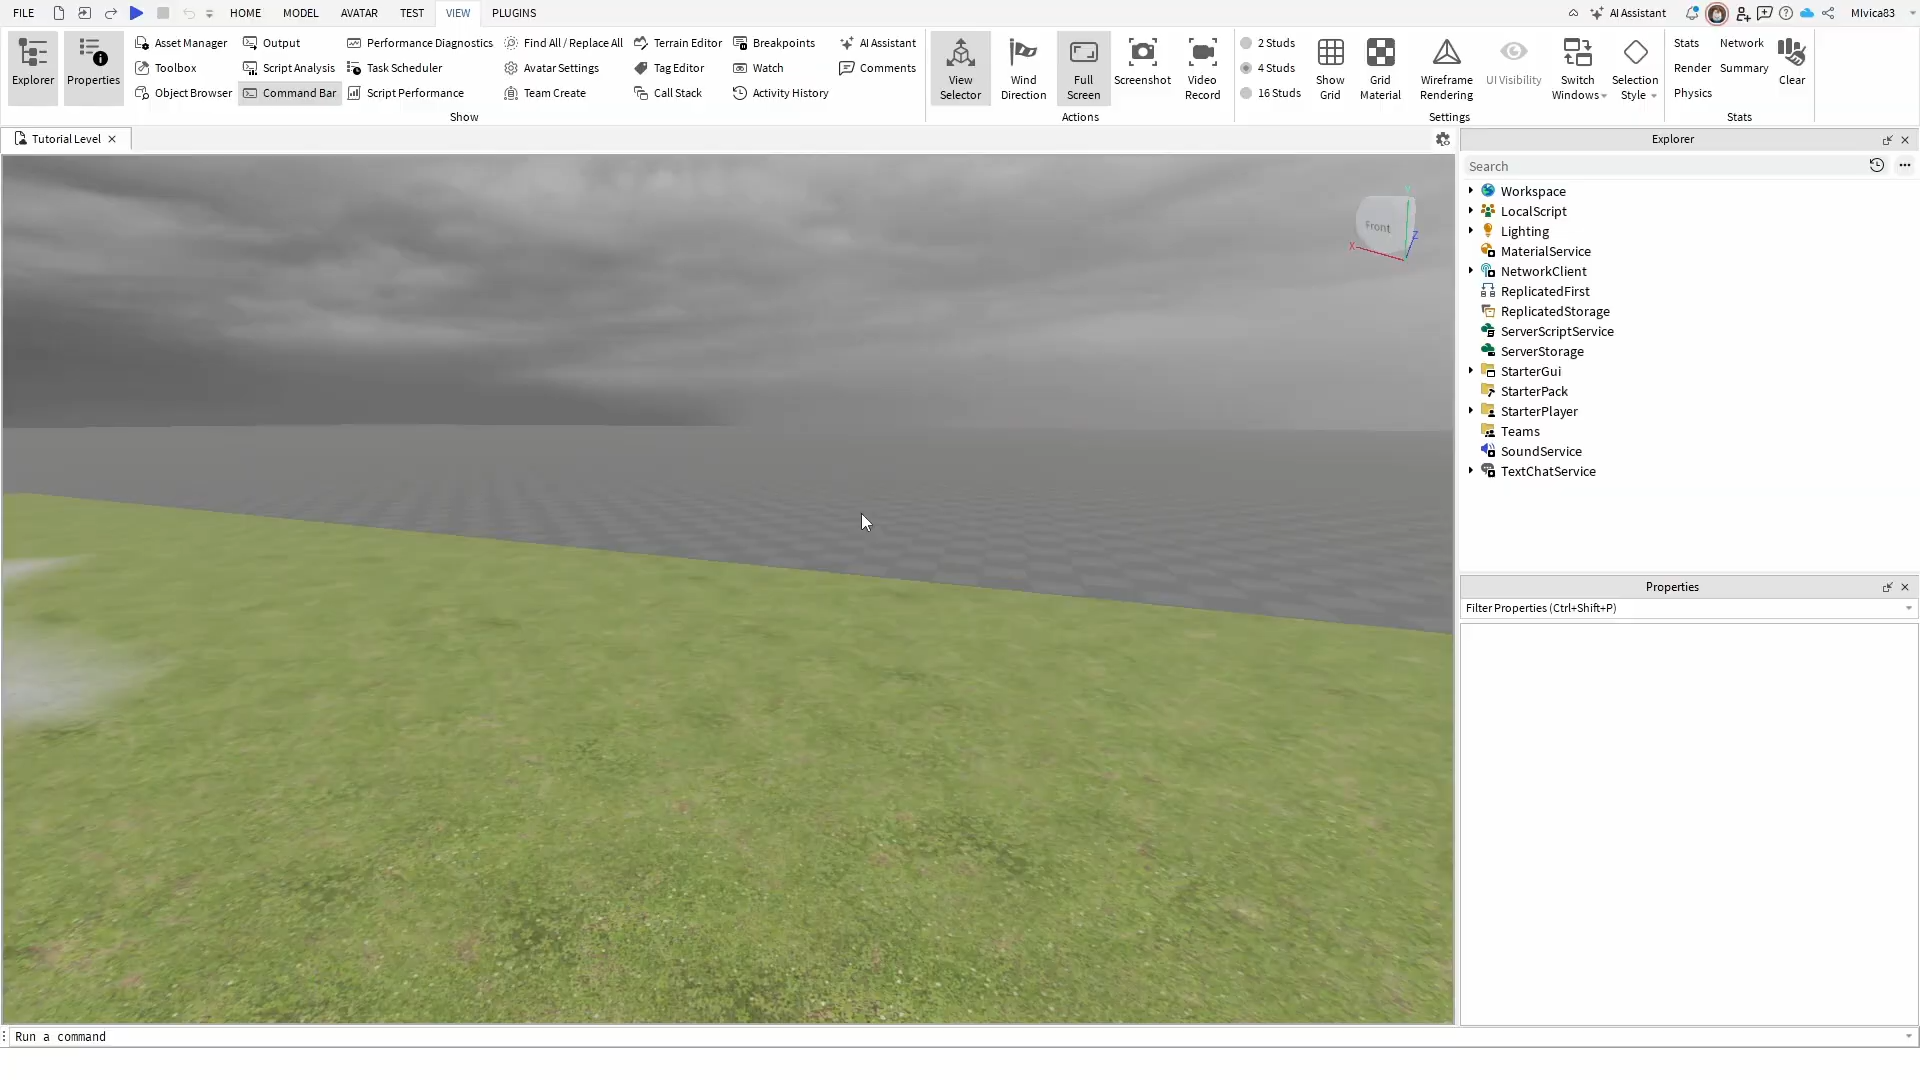 FILE HOME MODEL AVATAR TEST VIEW PLUGINS AI Assistant MIvica83
Explorer
Properties
Asset Manager
Toolbox
Object Browser
Output
Script Analysis
Command Bar
Performance Diagnostics
Task Scheduler
Script Performance
Find All / Replace All
Avatar Settings
Team Create
Terrain Editor
Tag Editor
Call Stack
Breakpoints
Watch
Activity History
AI Assistant
Comments
Show
View
Selector
Wind
Direction
Full
Screen
Screenshot
Video
Record
Actions
2 Studs
4 Studs
16 Studs
Show
Grid
Grid
Material
Wireframe
Rendering
UI Visibility
Switch
Windows
Selection
Style
Settings
Stats
Render
Physics
Network
Summary
Clear
Stats
Tutorial Level
Front
Y
X
Z
Explorer
Search
Workspace
LocalScript
Lighting
MaterialService
NetworkClient
ReplicatedFirst
ReplicatedStorage
ServerScriptService
ServerStorage
StarterGui
StarterPack
StarterPlayer
Teams
SoundService
TextChatService
Properties
Filter Properties (Ctrl+Shift+P)
Run a command